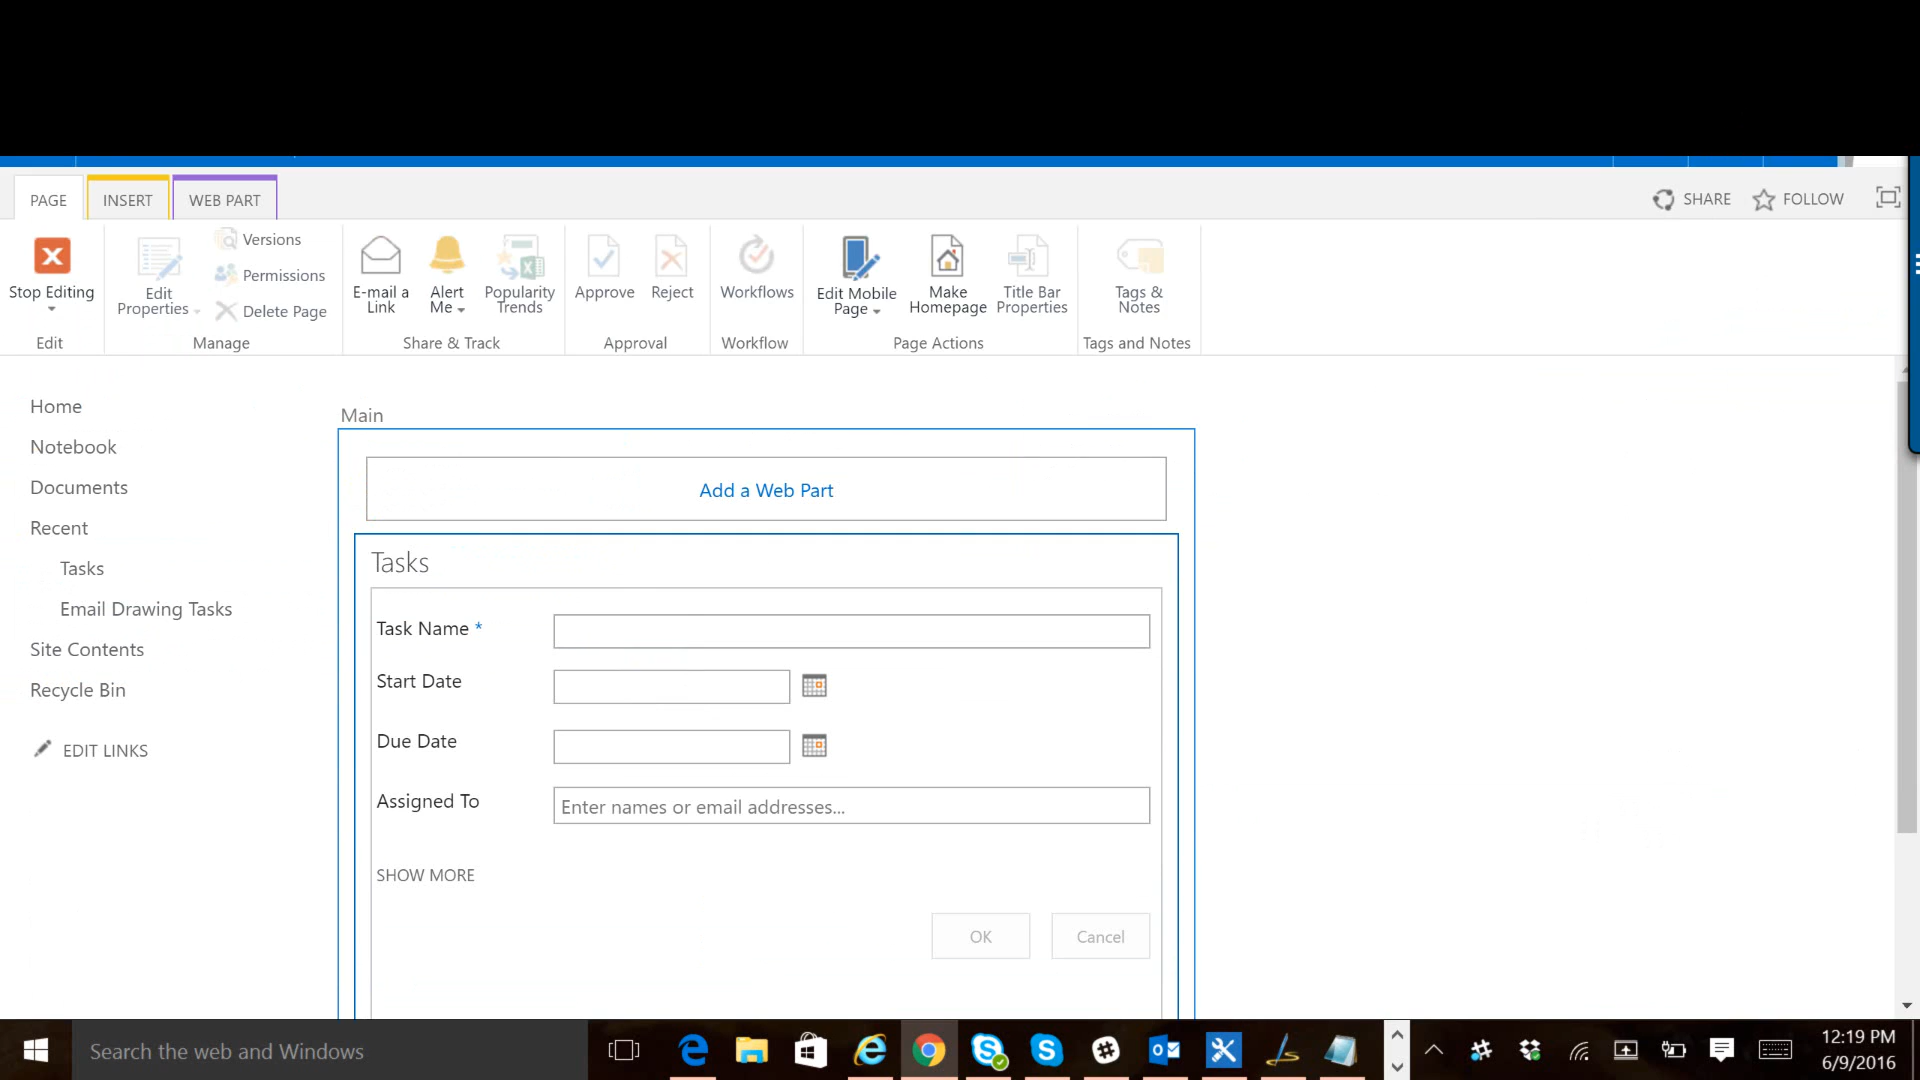 PAGE INSERT WEB PART SHARE FOLLOW
Stop Editing
Edit
Edit
Properties
Versions
Permissions
Delete Page
Manage
E-mail a
Link
Alert
Me
Popularity
Trends
Share & Track
Approve
Reject
Approval
Workflows
Workflow
Edit Mobile
Page
Make
Homepage
Title Bar
Properties
Page Actions
Tags &
Notes
Tags and Notes
Home
Notebook
Documents
Recent
Tasks
Email Drawing Tasks
Site Contents
Recycle Bin
EDIT LINKS
Main
Add a Web Part
Tasks
Task Name *
Start Date
Due Date
Assigned To Enter names or email addresses...
SHOW MORE
OK Cancel
Search the web and Windows
12:19 PM
6/9/2016